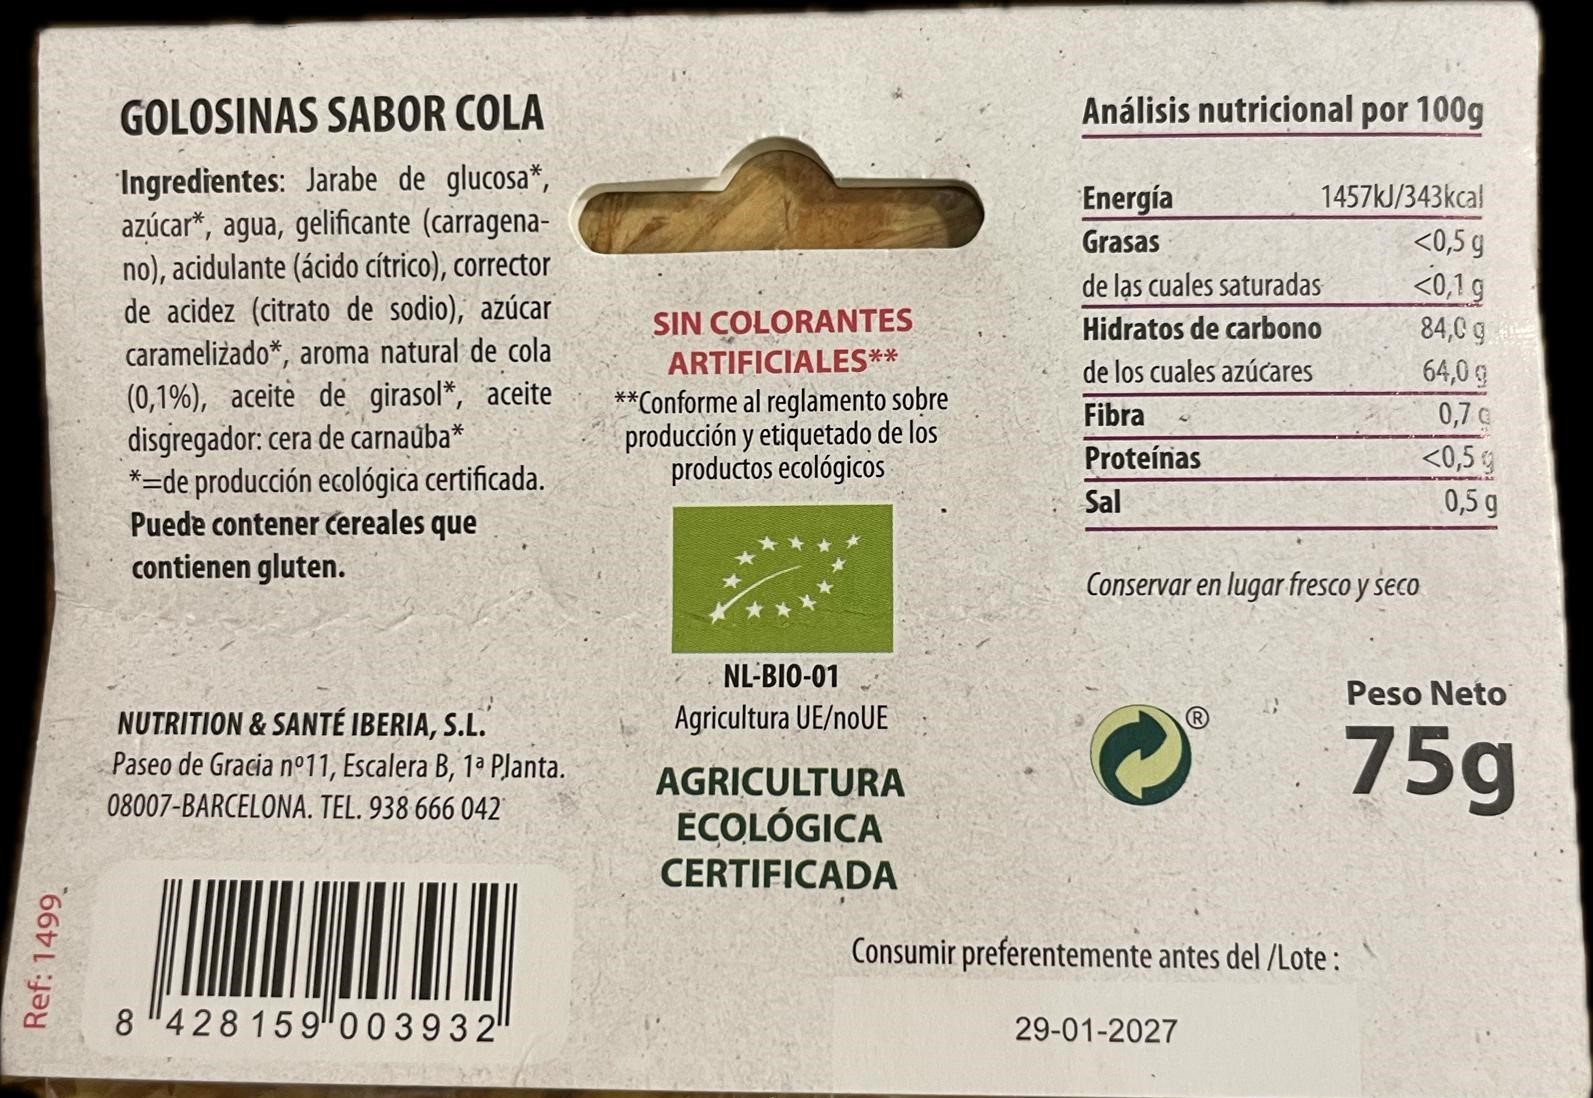 GOLOSINAS SABOR COLA
Ingredientes: Jarabe de glucosa*,
azúcar*, agua, gelificante (carragena-
no), acidulante (ácido cítrico), corrector
de acidez (citrato de sodio), azúcar
caramelizado*, aroma natural de cola
(0,1%), aceite de girasol*, aceite
disgregador: cera de carnaúba*
*=de producción ecológica certificada.
Puede contener cereales que
contienen gluten.
NUTRITION & SANTÉ IBERIA, S.L.
Paseo de Gracia nº11, Escalera B, 1ª Planta.
08007-BARCELONA. TEL. 938 666 042
Ref: 1499
8 428159 003932
SIN COLORANTES
ARTIFICIALES**
**Conforme al reglamento sobre
producción y etiquetado de los
productos ecológicos
NL-BIO-01
Agricultura UE/noUE
AGRICULTURA
ECOLÓGICA
CERTIFICADA
Análisis nutricional por 100g
Energía 1457kJ/343kcal
Grasas <0,5 g
de las cuales saturadas <0,1 g
Hidratos de carbono 84,0 g
de los cuales azúcares 64,0 g
Fibra 0,7 g
Proteínas <0,5 g
Sal 0,5 g
Conservar en lugar fresco y seco
®
Peso Neto
75g
Consumir preferentemente antes del /Lote :
29-01-2027